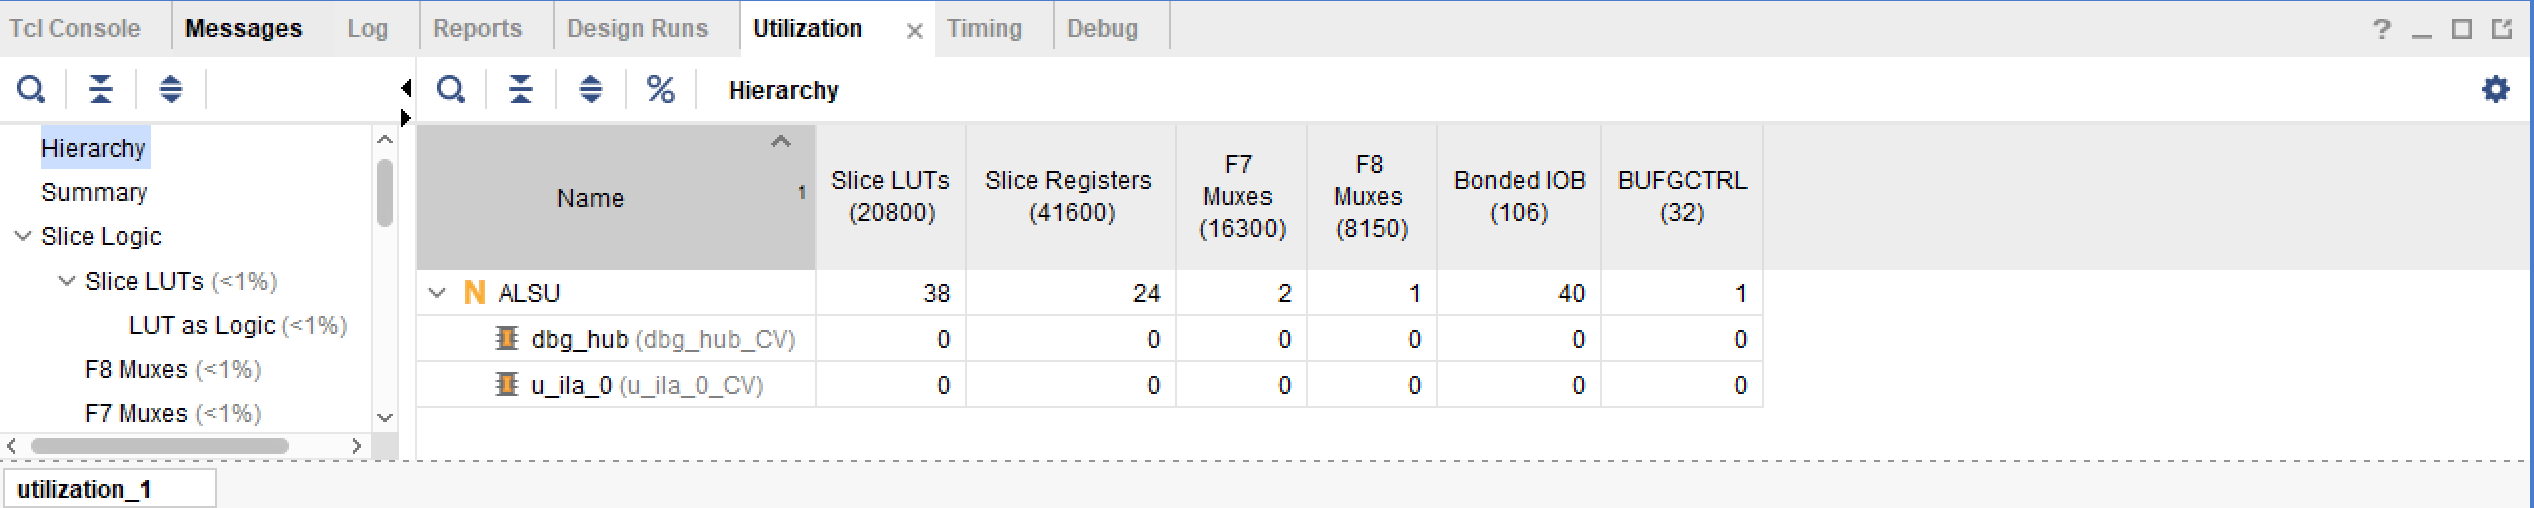 Tcl Console Messages Log Reports Design Runs Utilization × Timing Debug ?
% Hierarchy
Hierarchy
Summary
Slice Logic
Slice LUTs (<1%)
LUT as Logic (<1%)
F8 Muxes (<1%)
F7 Muxes (<1%)
Name 1 Slice LUTs (20800) Slice Registers (41600) F7 Muxes (16300) F8 Muxes (8150) Bonded IOB (106) BUFGCTRL (32)
N ALSU 38 24 2 1 40 1
dbg_hub (dbg_hub_CV) 0 0 0 0 0 0
u_ila_0 (u_ila_0_CV) 0 0 0 0 0 0
utilization_1